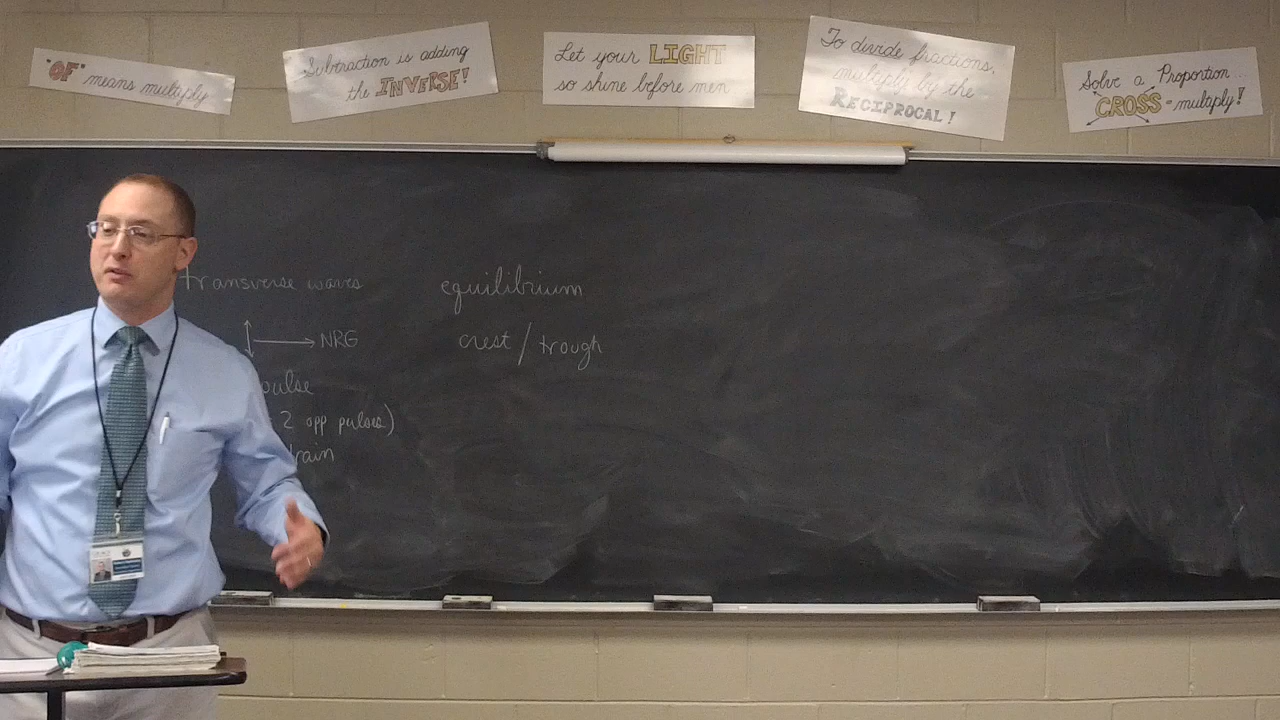 "OF" means multiply
Subtraction is adding
the INVERSE!
Let your LIGHT
so shine before men
To divide fractions,
multiply by the
RECIPROCAL!
Solve a Proportion...
CROSS-multiply!
transverse waves
NRG
pulse
2 opp pulses)
train
equilibrium
crest / trough